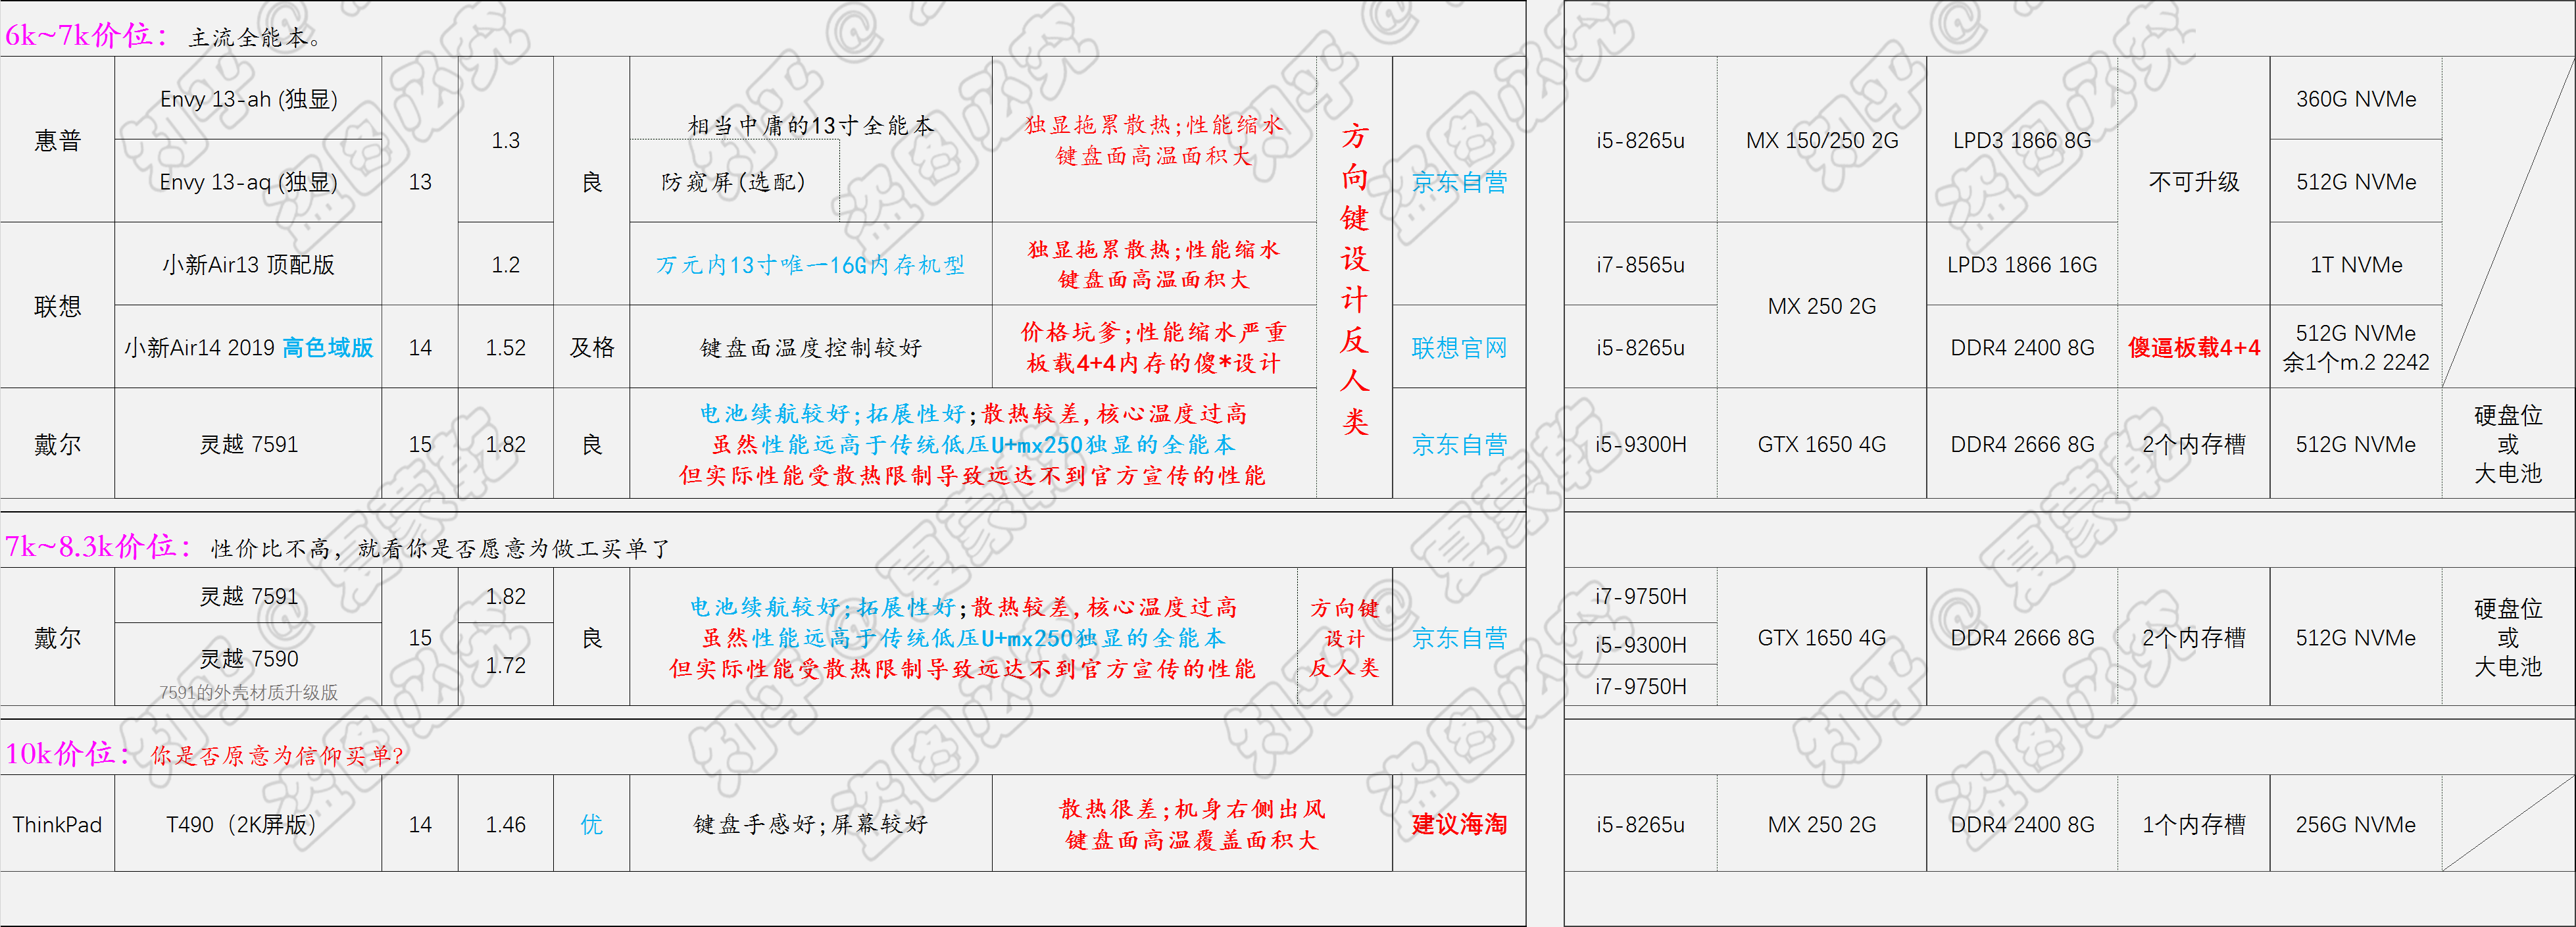 6k~7k价位：主流全能本。
惠普
Envy 13-ah (独显)
Envy 13-aq (独显)
13
1.3
良
相当中庸的13寸全能本
防窥屏(选配)
独显拖累散热;性能缩水
键盘面高温面积大
方向键设计反人类
京东自营
i5-8265u
MX 150/250 2G
LPD3 1866 8G
不可升级
360G NVMe
512G NVMe
联想
小新Air13 顶配版
1.2
万元内13寸唯一16G内存机型
独显拖累散热;性能缩水
键盘面高温面积大
i7-8565u
MX 250 2G
LPD3 1866 16G
1T NVMe
小新Air14 2019 高色域版
14
1.52
及格
键盘面温度控制较好
价格坑爹;性能缩水严重
板载4+4内存的傻*设计
联想官网
i5-8265u
DDR4 2400 8G
傻逼板载4+4
512G NVMe
余1个m.2 2242
戴尔
灵越 7591
15
1.82
良
电池续航较好;拓展性好;散热较差,核心温度过高
虽然性能远高于传统低压U+mx250独显的全能本
但实际性能受散热限制导致远达不到官方宣传的性能
京东自营
i5-9300H
GTX 1650 4G
DDR4 2666 8G
2个内存槽
512G NVMe
硬盘位
或
大电池
7k~8.3k价位：性价比不高，就看你是否愿意为做工买单了
戴尔
灵越 7591
灵越 7590
7591的外壳材质升级版
15
1.82
1.72
良
电池续航较好;拓展性好;散热较差,核心温度过高
虽然性能远高于传统低压U+mx250独显的全能本
但实际性能受散热限制导致远达不到官方宣传的性能
方向键
设计
反人类
京东自营
i7-9750H
i5-9300H
i7-9750H
GTX 1650 4G
DDR4 2666 8G
2个内存槽
512G NVMe
硬盘位
或
大电池
10k价位：你是否愿意为信仰买单?
ThinkPad
T490（2K屏版）
14
1.46
优
键盘手感好;屏幕较好
散热很差;机身右侧出风
键盘面高温覆盖面积大
建议海淘
i5-8265u
MX 250 2G
DDR4 2400 8G
1个内存槽
256G NVMe
知乎 @ 夏蒙乾
盗图必究